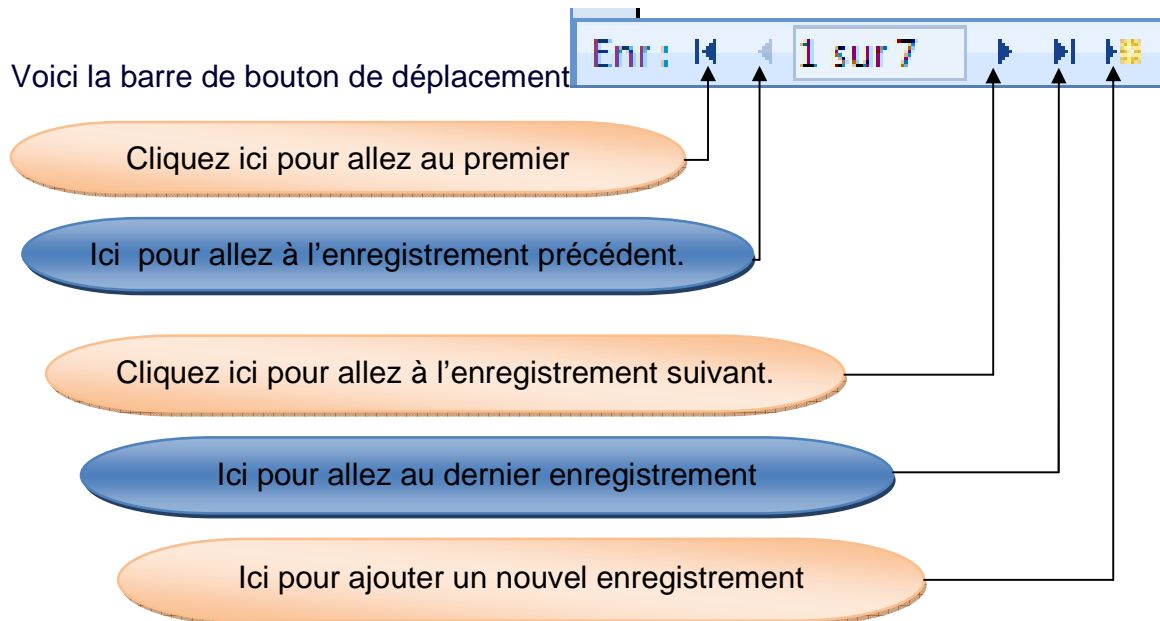 Enr : 1 sur 7
Voici la barre de bouton de déplacement
Cliquez ici pour allez au premier
Ici  pour allez à l’enregistrement précédent.
Cliquez ici pour allez à l’enregistrement suivant.
Ici pour allez au dernier enregistrement
Ici pour ajouter un nouvel enregistrement